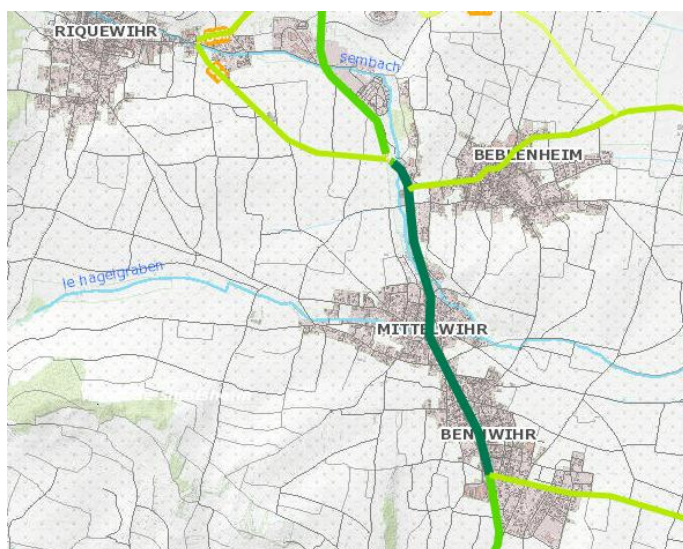 RIQUEWIHR
sembach
BEBLENHEIM
le hagelgraben
MITTELWIHR
BENNWIHR